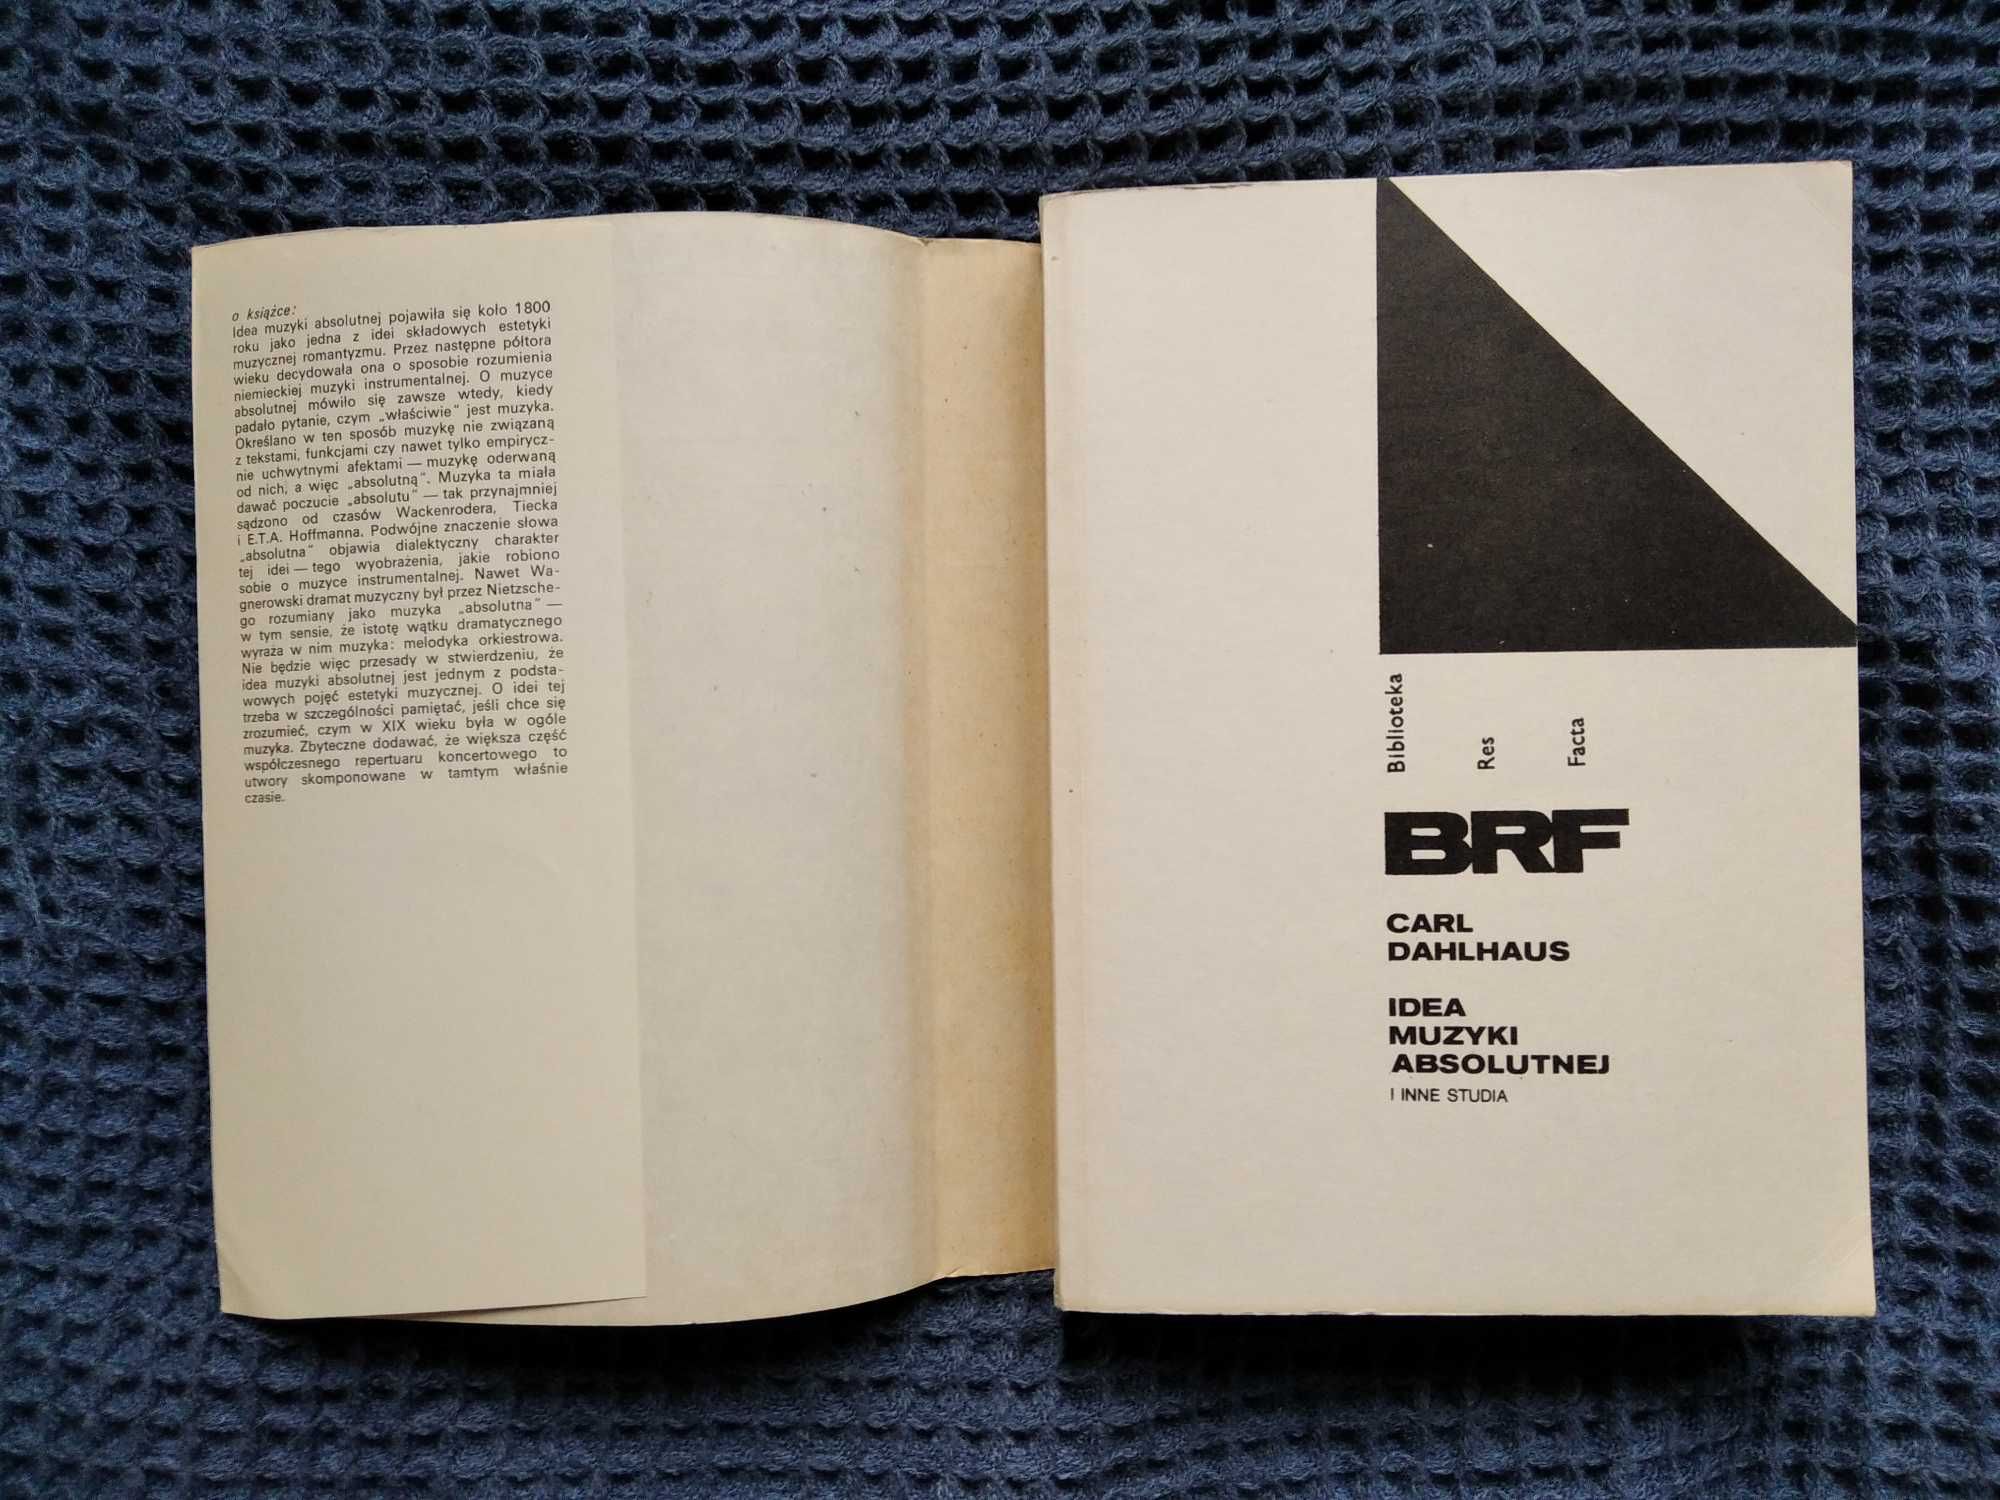 o książce:
Idea muzyki absolutnej pojawiła się koło 1800
roku jako jedna z idei składowych estetyki
muzycznej romantyzmu. Przez następne półtora
wieku decydowała ona o sposobie rozumienia
niemieckiej muzyki instrumentalnej. O muzyce
absolutnej mówiło się zawsze wtedy, kiedy
padało pytanie, czym „właściwie" jest muzyka.
Określano w ten sposób muzykę nie związaną
z tekstami, funkcjami czy nawet tylko empirycz-
nie uchwytnymi afektami — muzykę oderwaną
od nich, a więc „absolutną". Muzyka ta miała
dawać poczucie „absolutu" — tak przynajmniej
sądzono od czasów Wackenrodera, Tiecka
i E.T.A. Hoffmanna. Podwójne znaczenie słowa
„absolutna" objawia dialektyczny charakter
tej idei — tego wyobrażenia, jakie robiono
sobie o muzyce instrumentalnej. Nawet Wa-
gnerowski dramat muzyczny był przez Nietzsche-
go rozumiany jako muzyka „absolutna" —
w tym sensie, że istotę wątku dramatycznego
wyraża w nim muzyka: melodyka orkiestrowa.
Nie będzie więc przesady w stwierdzeniu, że
idea muzyki absolutnej jest jednym z podsta-
wowych pojęć estetyki muzycznej. O idei tej
trzeba w szczególności pamiętać, jeśli chce się
zrozumieć, czym w XIX wieku była w ogóle
muzyka. Zbyteczne dodawać, że większa część
współczesnego repertuaru koncertowego to
utwory skomponowane w tamtym właśnie
czasie.
Biblioteka
Res
Facta
BRF
CARL
DAHLHAUS
IDEA
MUZYKI
ABSOLUTNEJ
I INNE STUDIA